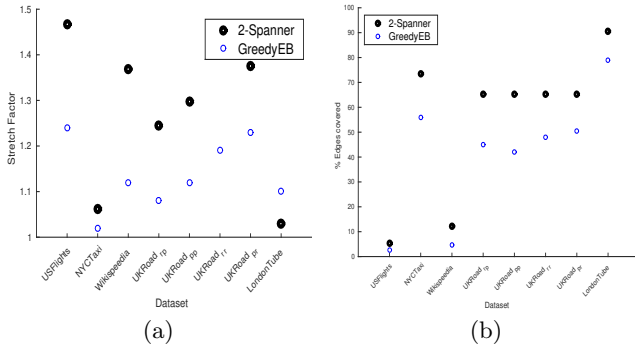 1.5
1.4
1.3
1.2
1.1
1
Stretch Factor
2-Spanner
GreedyEB
USFlights
NYCTaxi
Wikispeedia
UKRoad rp
UKRoad pp
UKRoad rr
UKRoad pr
LondonTube
Dataset
(a)
100
90
80
70
60
50
40
30
20
10
0
% Edges covered
2-Spanner
GreedyEB
USFlights
NYCTaxi
Wikispeedia
UKRoad rp
UKRoad pp
UKRoad rr
UKRoad pr
LondonTube
Dataset
(b)